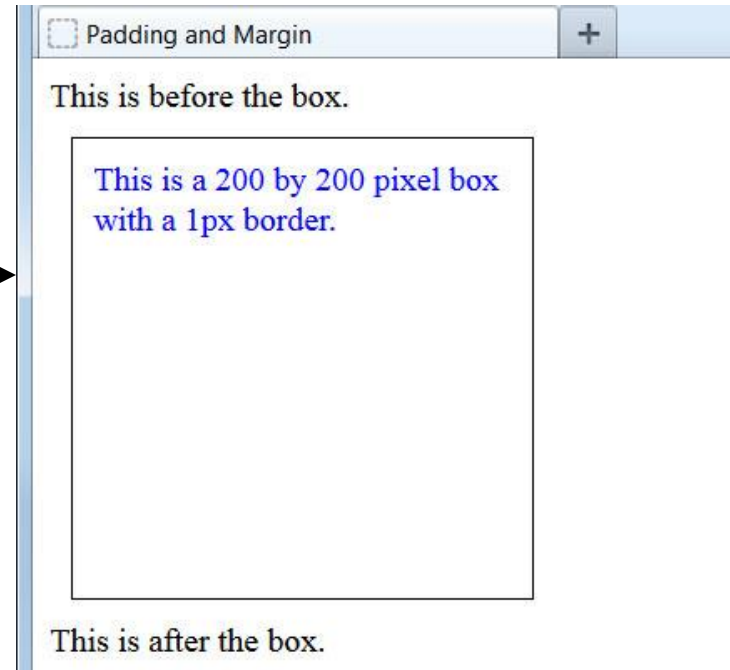 Padding and Margin
This is before the box.
This is a 200 by 200 pixel box
with a 1px border.
This is after the box.